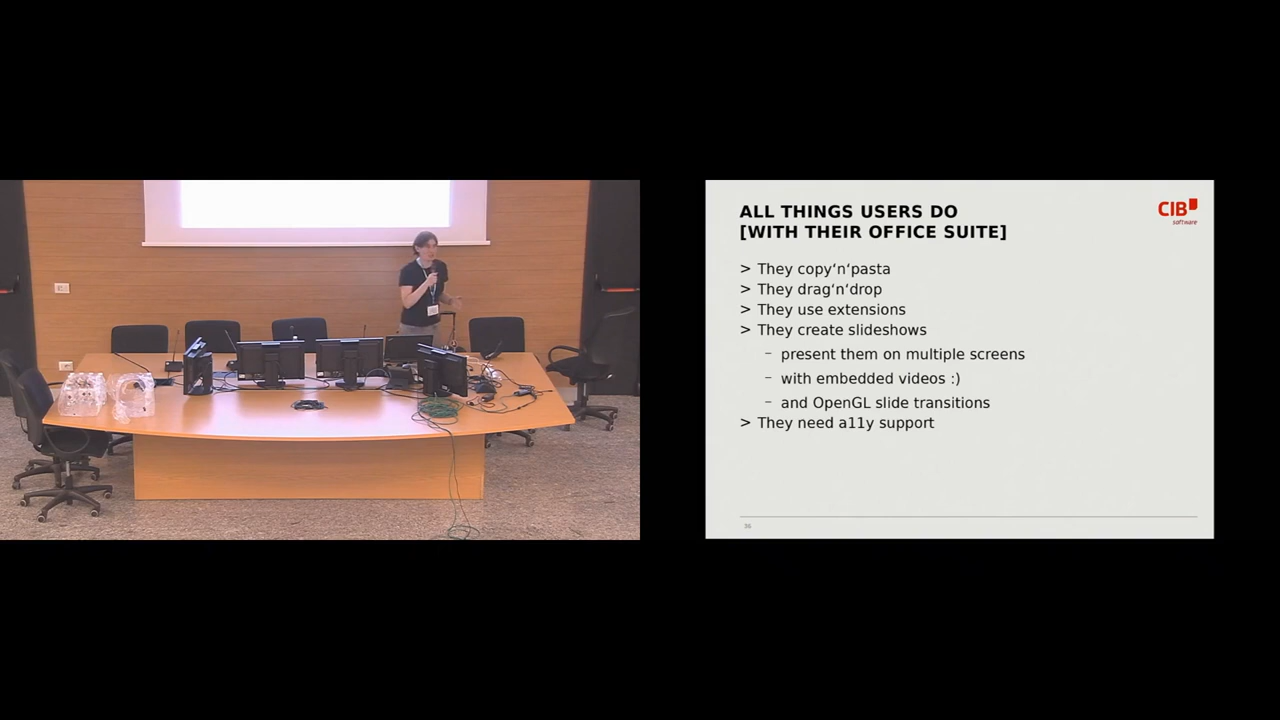 ALL THINGS USERS DO
[WITH THEIR OFFICE SUITE]
CIB
software
> They copy‘n‘pasta
> They drag‘n‘drop
> They use extensions
> They create slideshows
– present them on multiple screens
– with embedded videos :)
– and OpenGL slide transitions
> They need a11y support
36